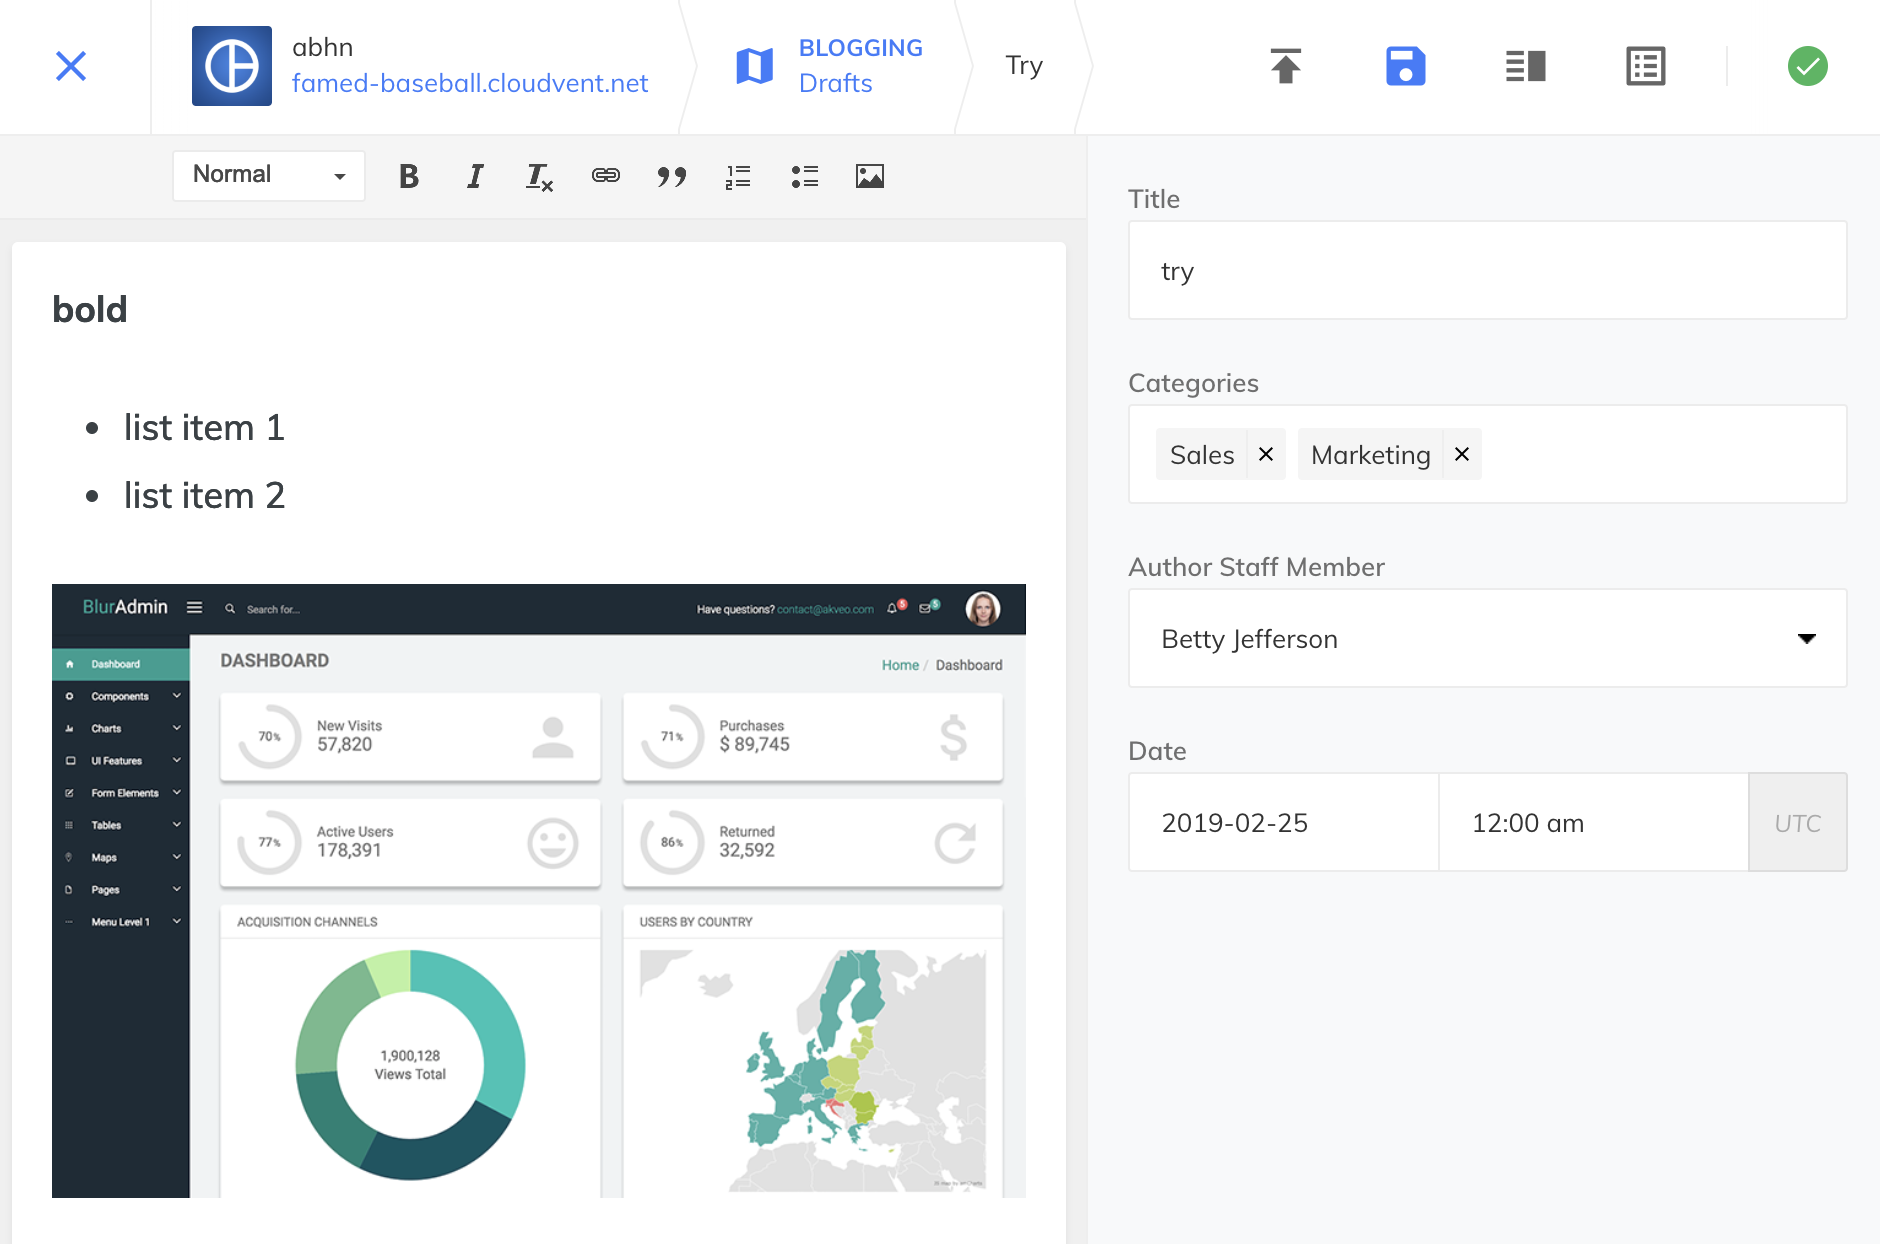 abhn
famed-baseball.cloudvent.net
BLOGGING
Drafts
Try
Normal
bold
• list item 1
• list item 2
BlurAdmin
Search for...
Have questions? contact@akveo.com
5
5
Dashboard
Components
Charts
UI Features
Form Elements
Tables
Maps
Pages
Menu Level 1
DASHBOARD
Home / Dashboard
70%
New Visits
57,820
71%
Purchases
$ 89,745
77%
Active Users
178,391
86%
Returned
32,592
ACQUISITION CHANNELS
1,900,128
Views Total
USERS BY COUNTRY
Title
try
Categories
Sales ×
Marketing ×
Author Staff Member
Betty Jefferson
Date
2019-02-25
12:00 am
UTC